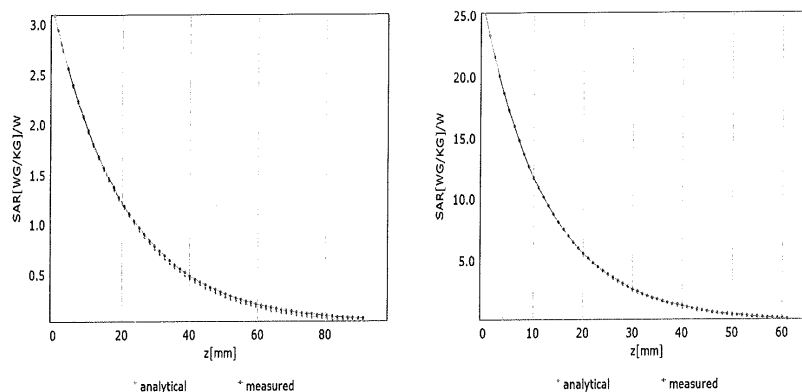 3.0
2.5
2.0
1.5
1.0
0.5
SAR[WG/KG]/W
0 20 40 60 80
z[mm]
+ analytical + measured
25.0
20.0
15.0
10.0
5.0
SAR[WG/KG]/W
0 10 20 30 40 50 60
z[mm]
+ analytical + measured